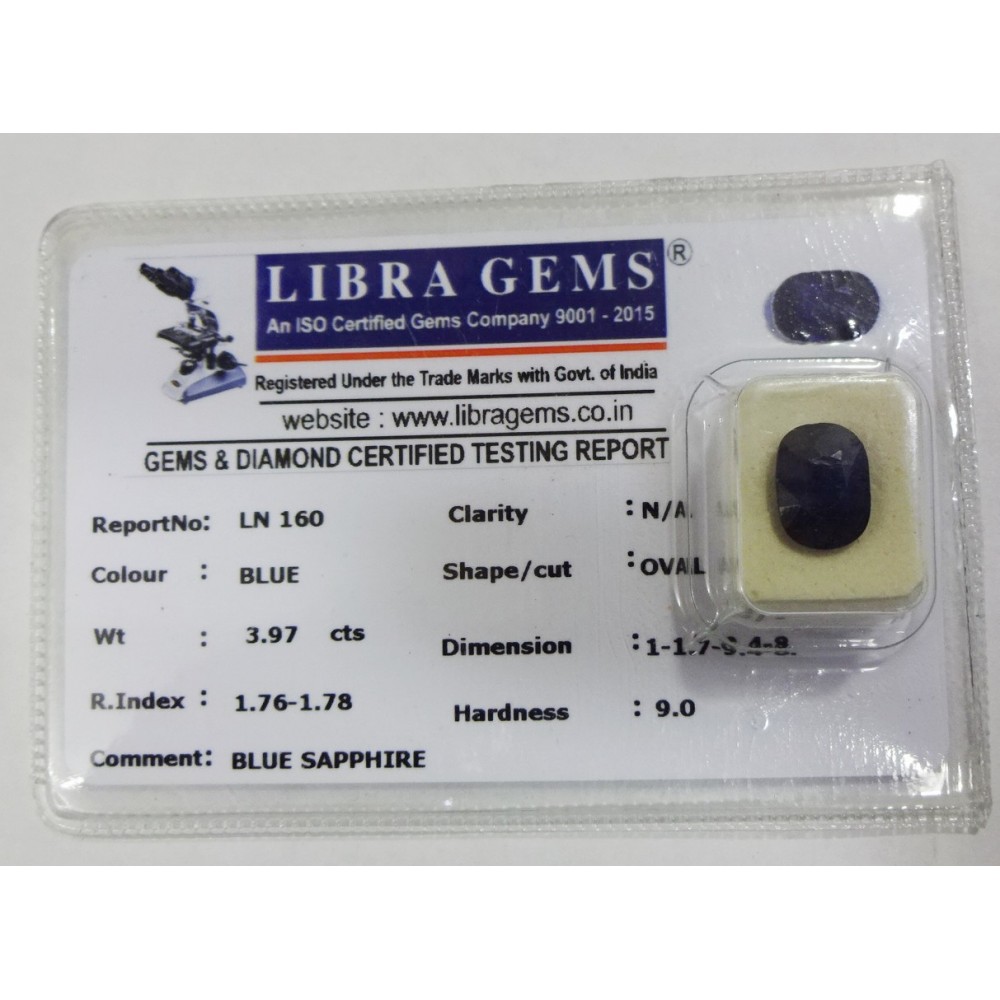 LIBRA GEMS ®
An ISO Certified Gems Company 9001 - 2015
Registered Under the Trade Marks with Govt. of India
website : www.libragems.co.in
GEMS & DIAMOND CERTIFIED TESTING REPORT
ReportNo: LN 160
Clarity : N/A
Colour : BLUE
Shape/cut : OVAL
Wt : 3.97 cts
Dimension :
R.Index : 1.76-1.78
Hardness : 9.0
Comment: BLUE SAPPHIRE